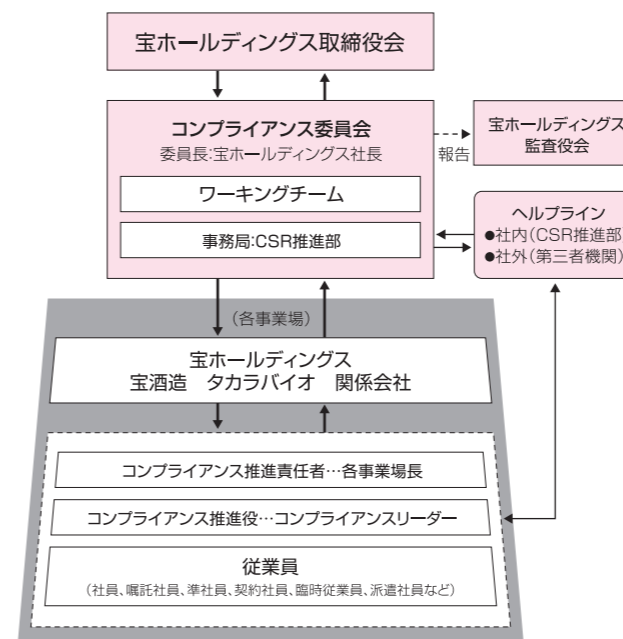 宝ホールディングス取締役会
コンプライアンス委員会
委員長:宝ホールディングス社長
ワーキングチーム
事務局:CSR推進部
報告
宝ホールディングス
監査役会
ヘルプライン
●社内(CSR推進部)
●社外(第三者機関)
(各事業場)
宝ホールディングス
宝酒造 タカラバイオ 関係会社
コンプライアンス推進責任者…各事業場長
コンプライアンス推進役…コンプライアンスリーダー
従業員
(社員、嘱託社員、準社員、契約社員、臨時従業員、派遣社員など)